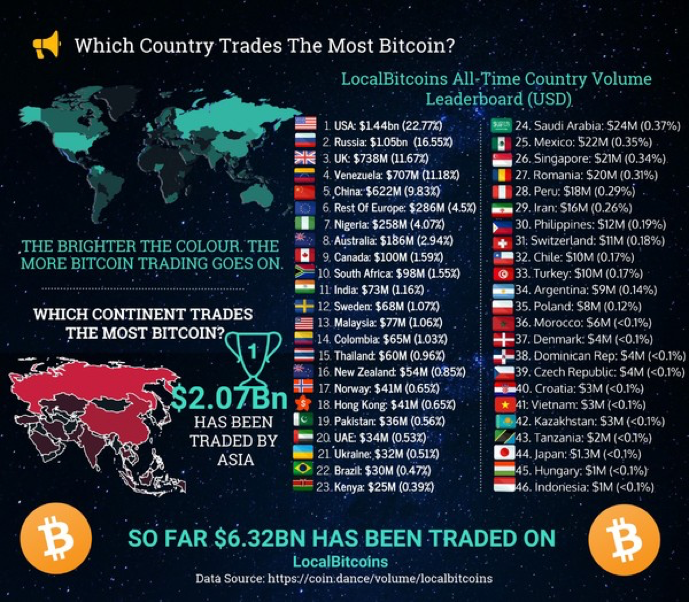 Which Country Trades The Most Bitcoin?
LocalBitcoins All-Time Country Volume
Leaderboard (USD)
THE BRIGHTER THE COLOUR. THE
MORE BITCOIN TRADING GOES ON.
WHICH CONTINENT TRADES
THE MOST BITCOIN?
1
$2.07Bn
HAS BEEN
TRADED BY
ASIA
1. USA: $1.44bn (22.77%)
2. Russia: $1.05bn (16.55%)
3. UK: $738M (11.67%)
4. Venezuela: $707M (11.18%)
5. China: $622M (9.83%)
6. Rest Of Europe: $286M (4.5%)
7. Nigeria: $258M (4.07%)
8. Australia: $186M (2.94%)
9. Canada: $100M (1.59%)
10. South Africa: $98M (1.55%)
11. India: $73M (1.16%)
12. Sweden: $68M (1.07%)
13. Malaysia: $77M (1.06%)
14. Colombia: $65M (1.03%)
15. Thailand: $60M (0.96%)
16. New Zealand: $54M (0.85%)
17. Norway: $41M (0.65%)
18. Hong Kong: $41M (0.65%)
19. Pakistan: $36M (0.56%)
20. UAE: $34M (0.53%)
21. Ukraine: $32M (0.51%)
22. Brazil: $30M (0.47%)
23. Kenya: $25M (0.39%)
24. Saudi Arabia: $24M (0.37%)
25. Mexico: $22M (0.35%)
26. Singapore: $21M (0.34%)
27. Romania: $20M (0.31%)
28. Peru: $18M (0.29%)
29. Iran: $16M (0.26%)
30. Philippines: $12M (0.19%)
31. Switzerland: $11M (0.18%)
32. Chile: $10M (0.17%)
33. Turkey: $10M (0.17%)
34. Argentina: $9M (0.14%)
35. Poland: $8M (0.12%)
36. Morocco: $6M (<0.1%)
37. Denmark: $4M (<0.1%)
38. Dominican Rep: $4M (<0.1%)
39. Czech Republic: $4M (<0.1%)
40. Croatia: $3M (<0.1%)
41. Vietnam: $3M (<0.1%)
42. Kazakhstan: $3M (<0.1%)
43. Tanzania: $2M (<0.1%)
44. Japan: $1.3M (<0.1%)
45. Hungary: $1M (<0.1%)
46. Indonesia: $1M (<0.1%)
SO FAR $6.32BN HAS BEEN TRADED ON
LocalBitcoins
Data Source: https://coin.dance/volume/localbitcoins